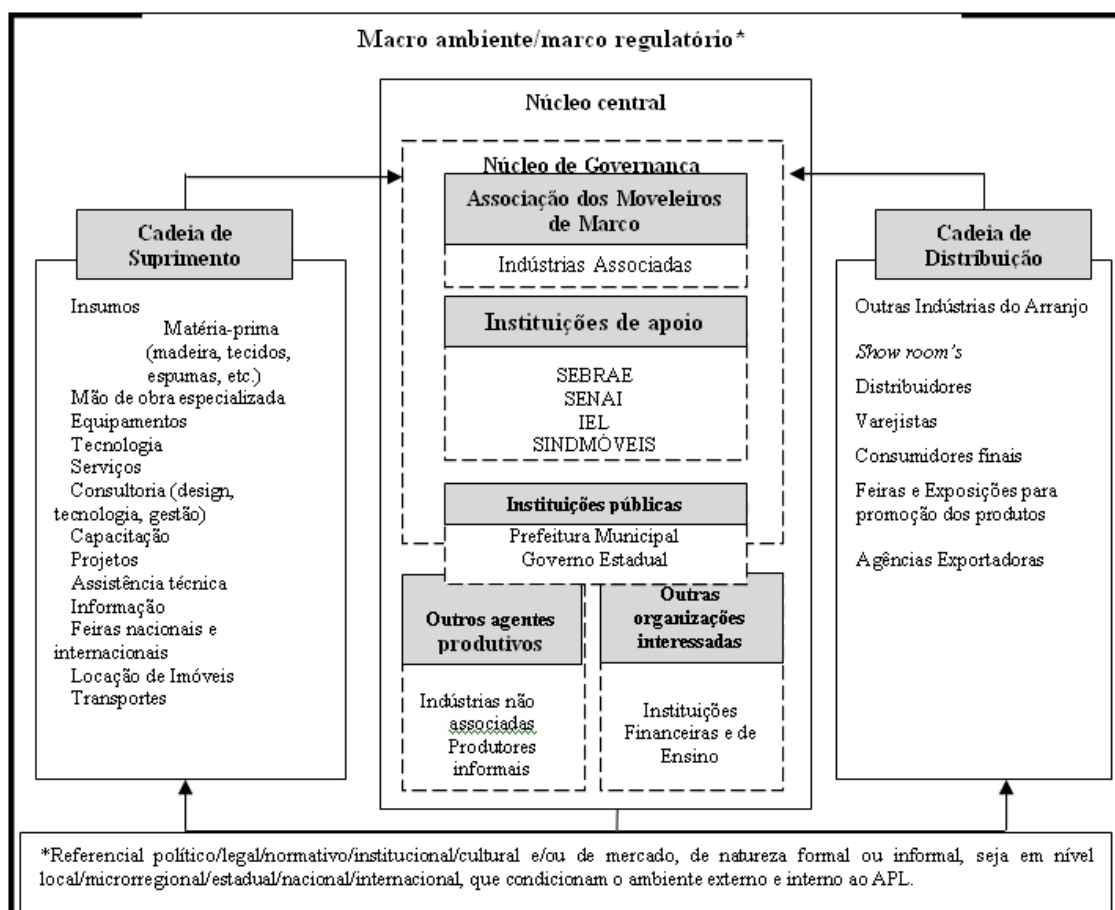 Macro ambiente/marco regulatório*
Núcleo central
Núcleo de Governança
Associação dos Moveleiros
de Marco
Indústrias Associadas
Instituições de apoio
SEBRAE
SENAI
IEL
SINDMÓVEIS
Instituições públicas
Prefeitura Municipal
Governo Estadual
Outros agentes
produtivos
Indústrias não
associadas
Produtores
informais
Outras
organizações
interessadas
Instituições
Financeiras e de
Ensino
Cadeia de
Suprimento
Insumos
Matéria-prima
(madeira, tecidos,
espumas, etc.)
Mão de obra especializada
Equipamentos
Tecnologia
Serviços
Consultoria (design,
tecnologia, gestão)
Capacitação
Projetos
Assistência técnica
Informação
Feiras nacionais e
internacionais
Locação de Imóveis
Transportes
Cadeia de
Distribuição
Outras Indústrias do Arranjo
Show room's
Distribuidores
Varejistas
Consumidores finais
Feiras e Exposições para
promoção dos produtos
Agências Exportadoras
*Referencial político/legal/normativo/institucional/cultural e/ou de mercado, de natureza formal ou informal, seja em nível
local/microrregional/estadual/nacional/internacional, que condicionam o ambiente externo e interno ao APL.